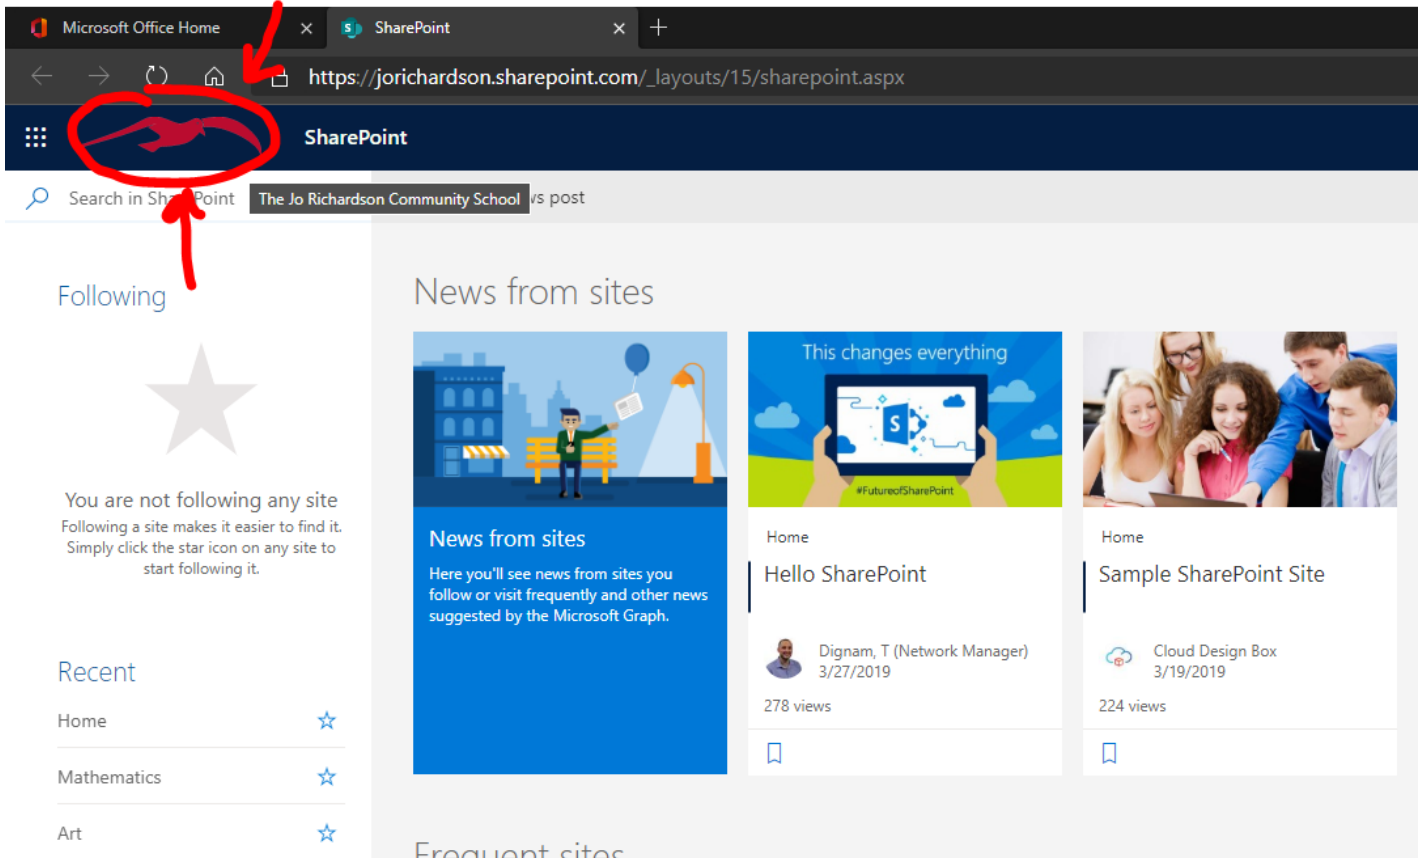 Microsoft Office Home
SharePoint
https://jorichardson.sharepoint.com/_layouts/15/sharepoint.aspx
SharePoint
Search in SharePoint
The Jo Richardson Community School
vs post
Following
You are not following any site
Following a site makes it easier to find it.
Simply click the star icon on any site to
start following it.
Recent
Home
Mathematics
Art
News from sites
News from sites
Here you'll see news from sites you
follow or visit frequently and other news
suggested by the Microsoft Graph.
This changes everything
S
#FutureofSharePoint
Home
Hello SharePoint
Dignam, T (Network Manager)
3/27/2019
278 views
Home
Sample SharePoint Site
Cloud Design Box
3/19/2019
224 views
Frequent sites